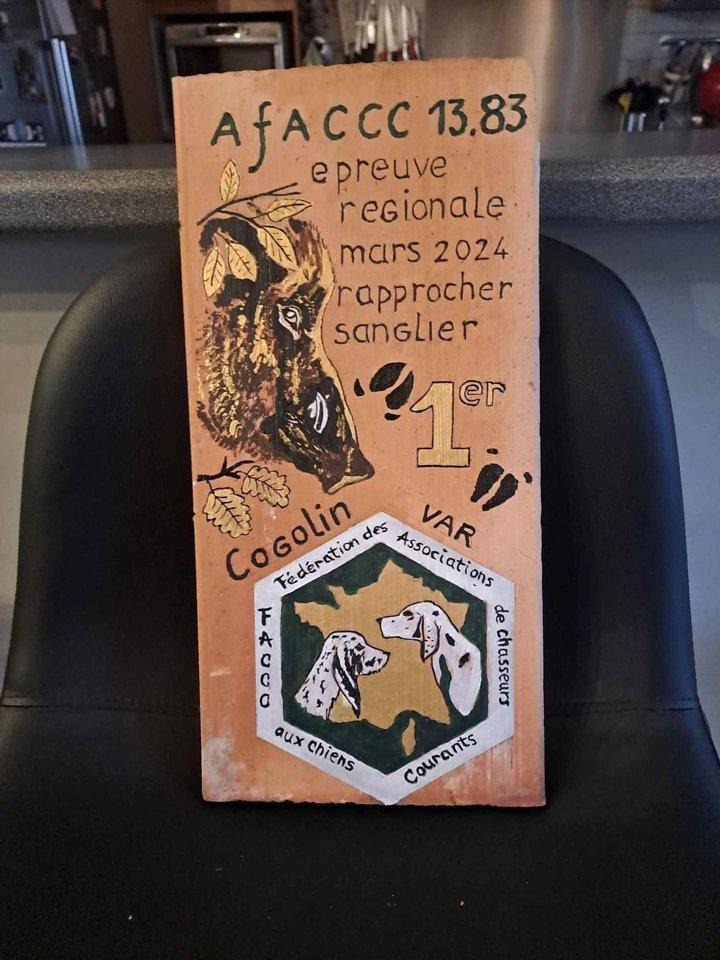 AfACCC 13.83
epreuve
regionale
mars 2024
rapprocher
sanglier
1er
Cogolin VAR
Fédération des Associations
de chasseurs
FACCC
aux chiens
Courants